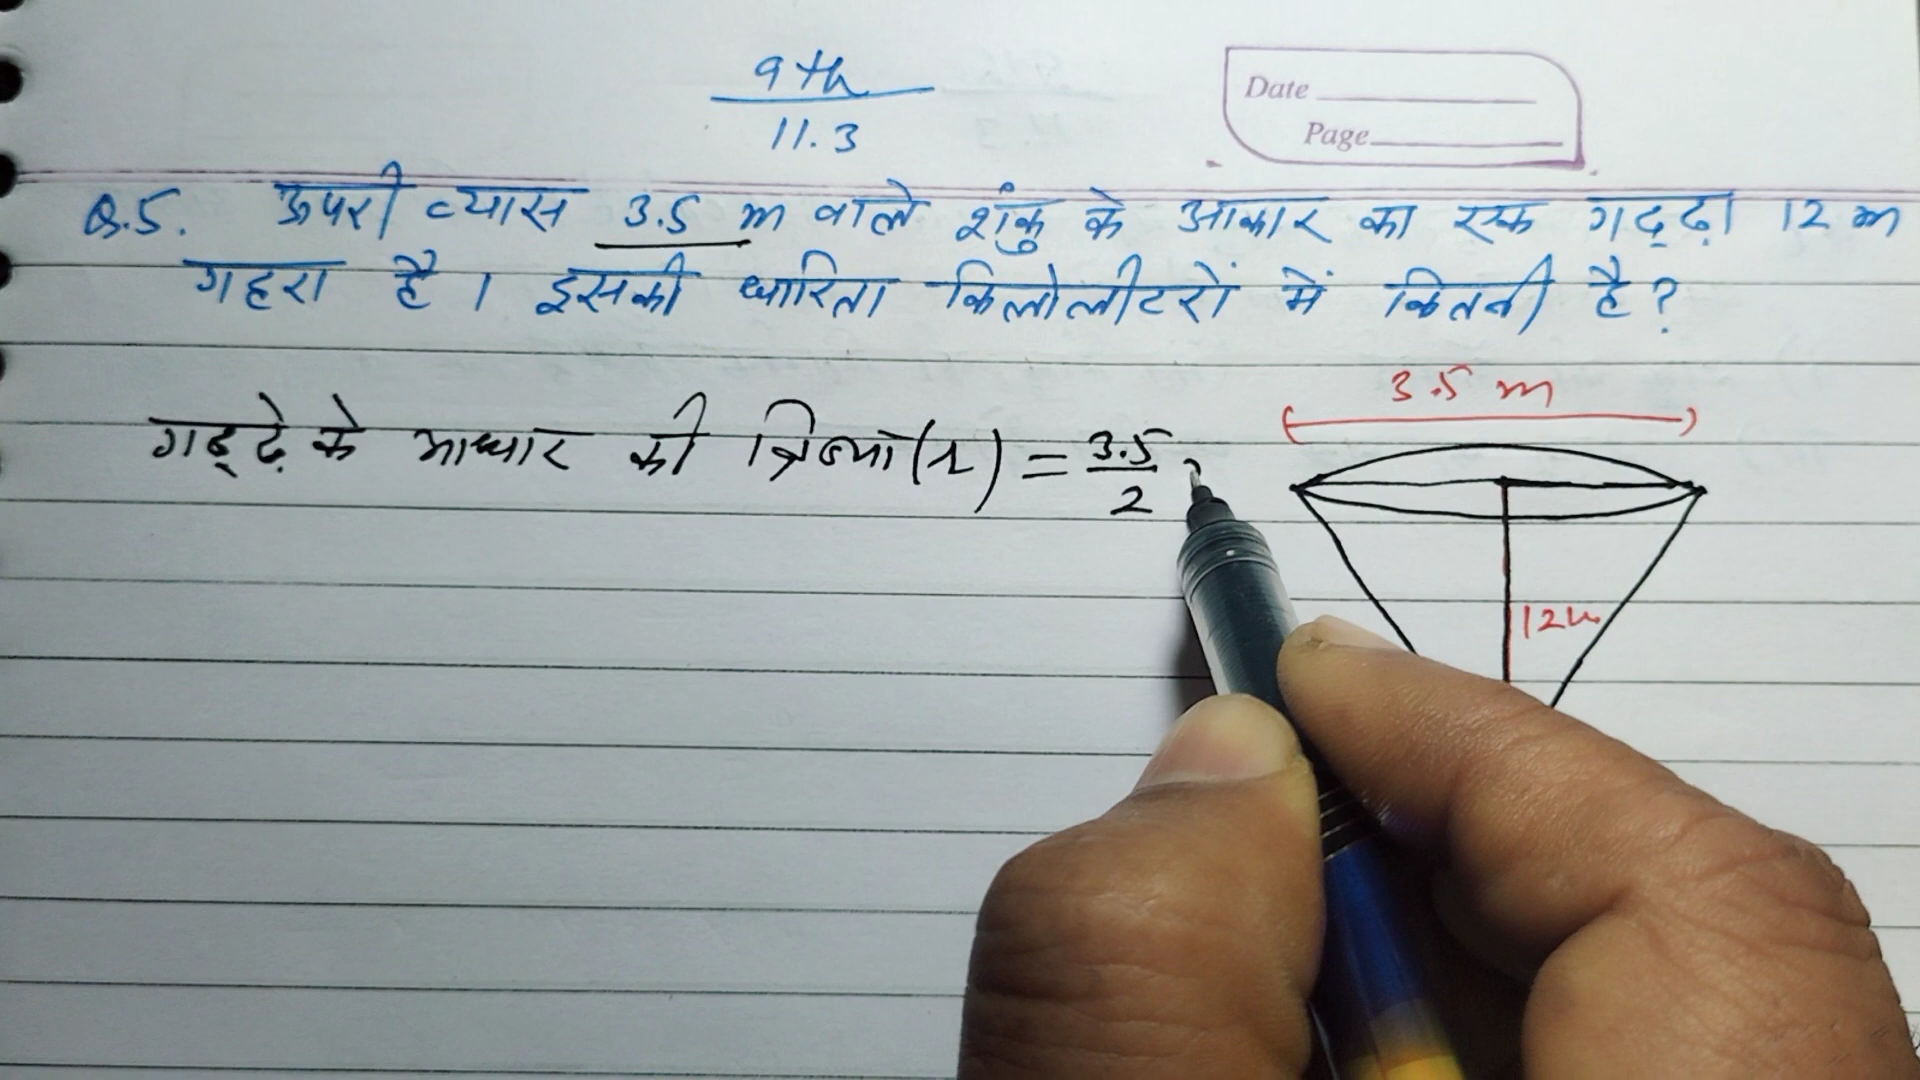 9th
11.3
Date
Page
Q.5. ऊपरी व्यास 3.5 m वाले शंकु के आकार का एक गड्ढा 12 m
गहरा है। इसकी धारिता किलोलीटरों में कितनी है?
3.5 m
गड्ढे के आधार की त्रिज्या (r) = 3.5/2
12m